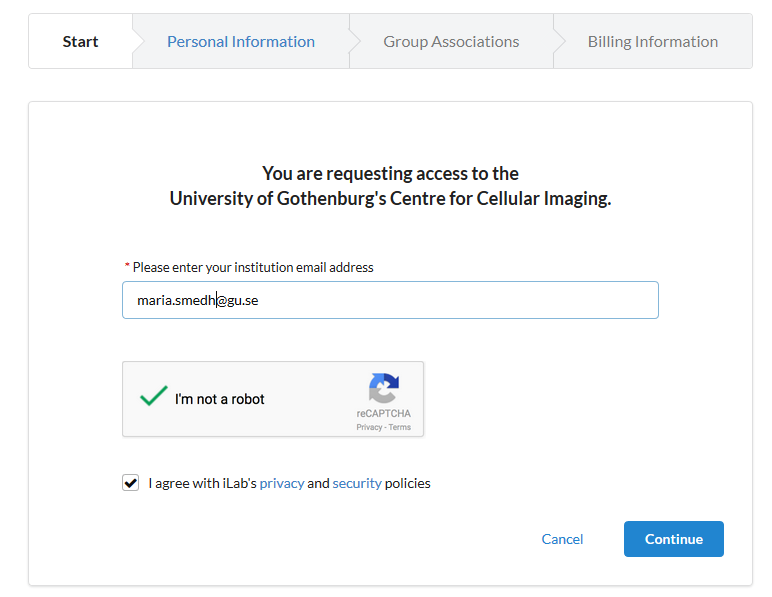 Start
Personal Information
Group Associations
Billing Information
You are requesting access to the
University of Gothenburg's Centre for Cellular Imaging.
* Please enter your institution email address
maria.smedh@gu.se
I'm not a robot
reCAPTCHA
Privacy - Terms
I agree with iLab's privacy and security policies
Cancel
Continue